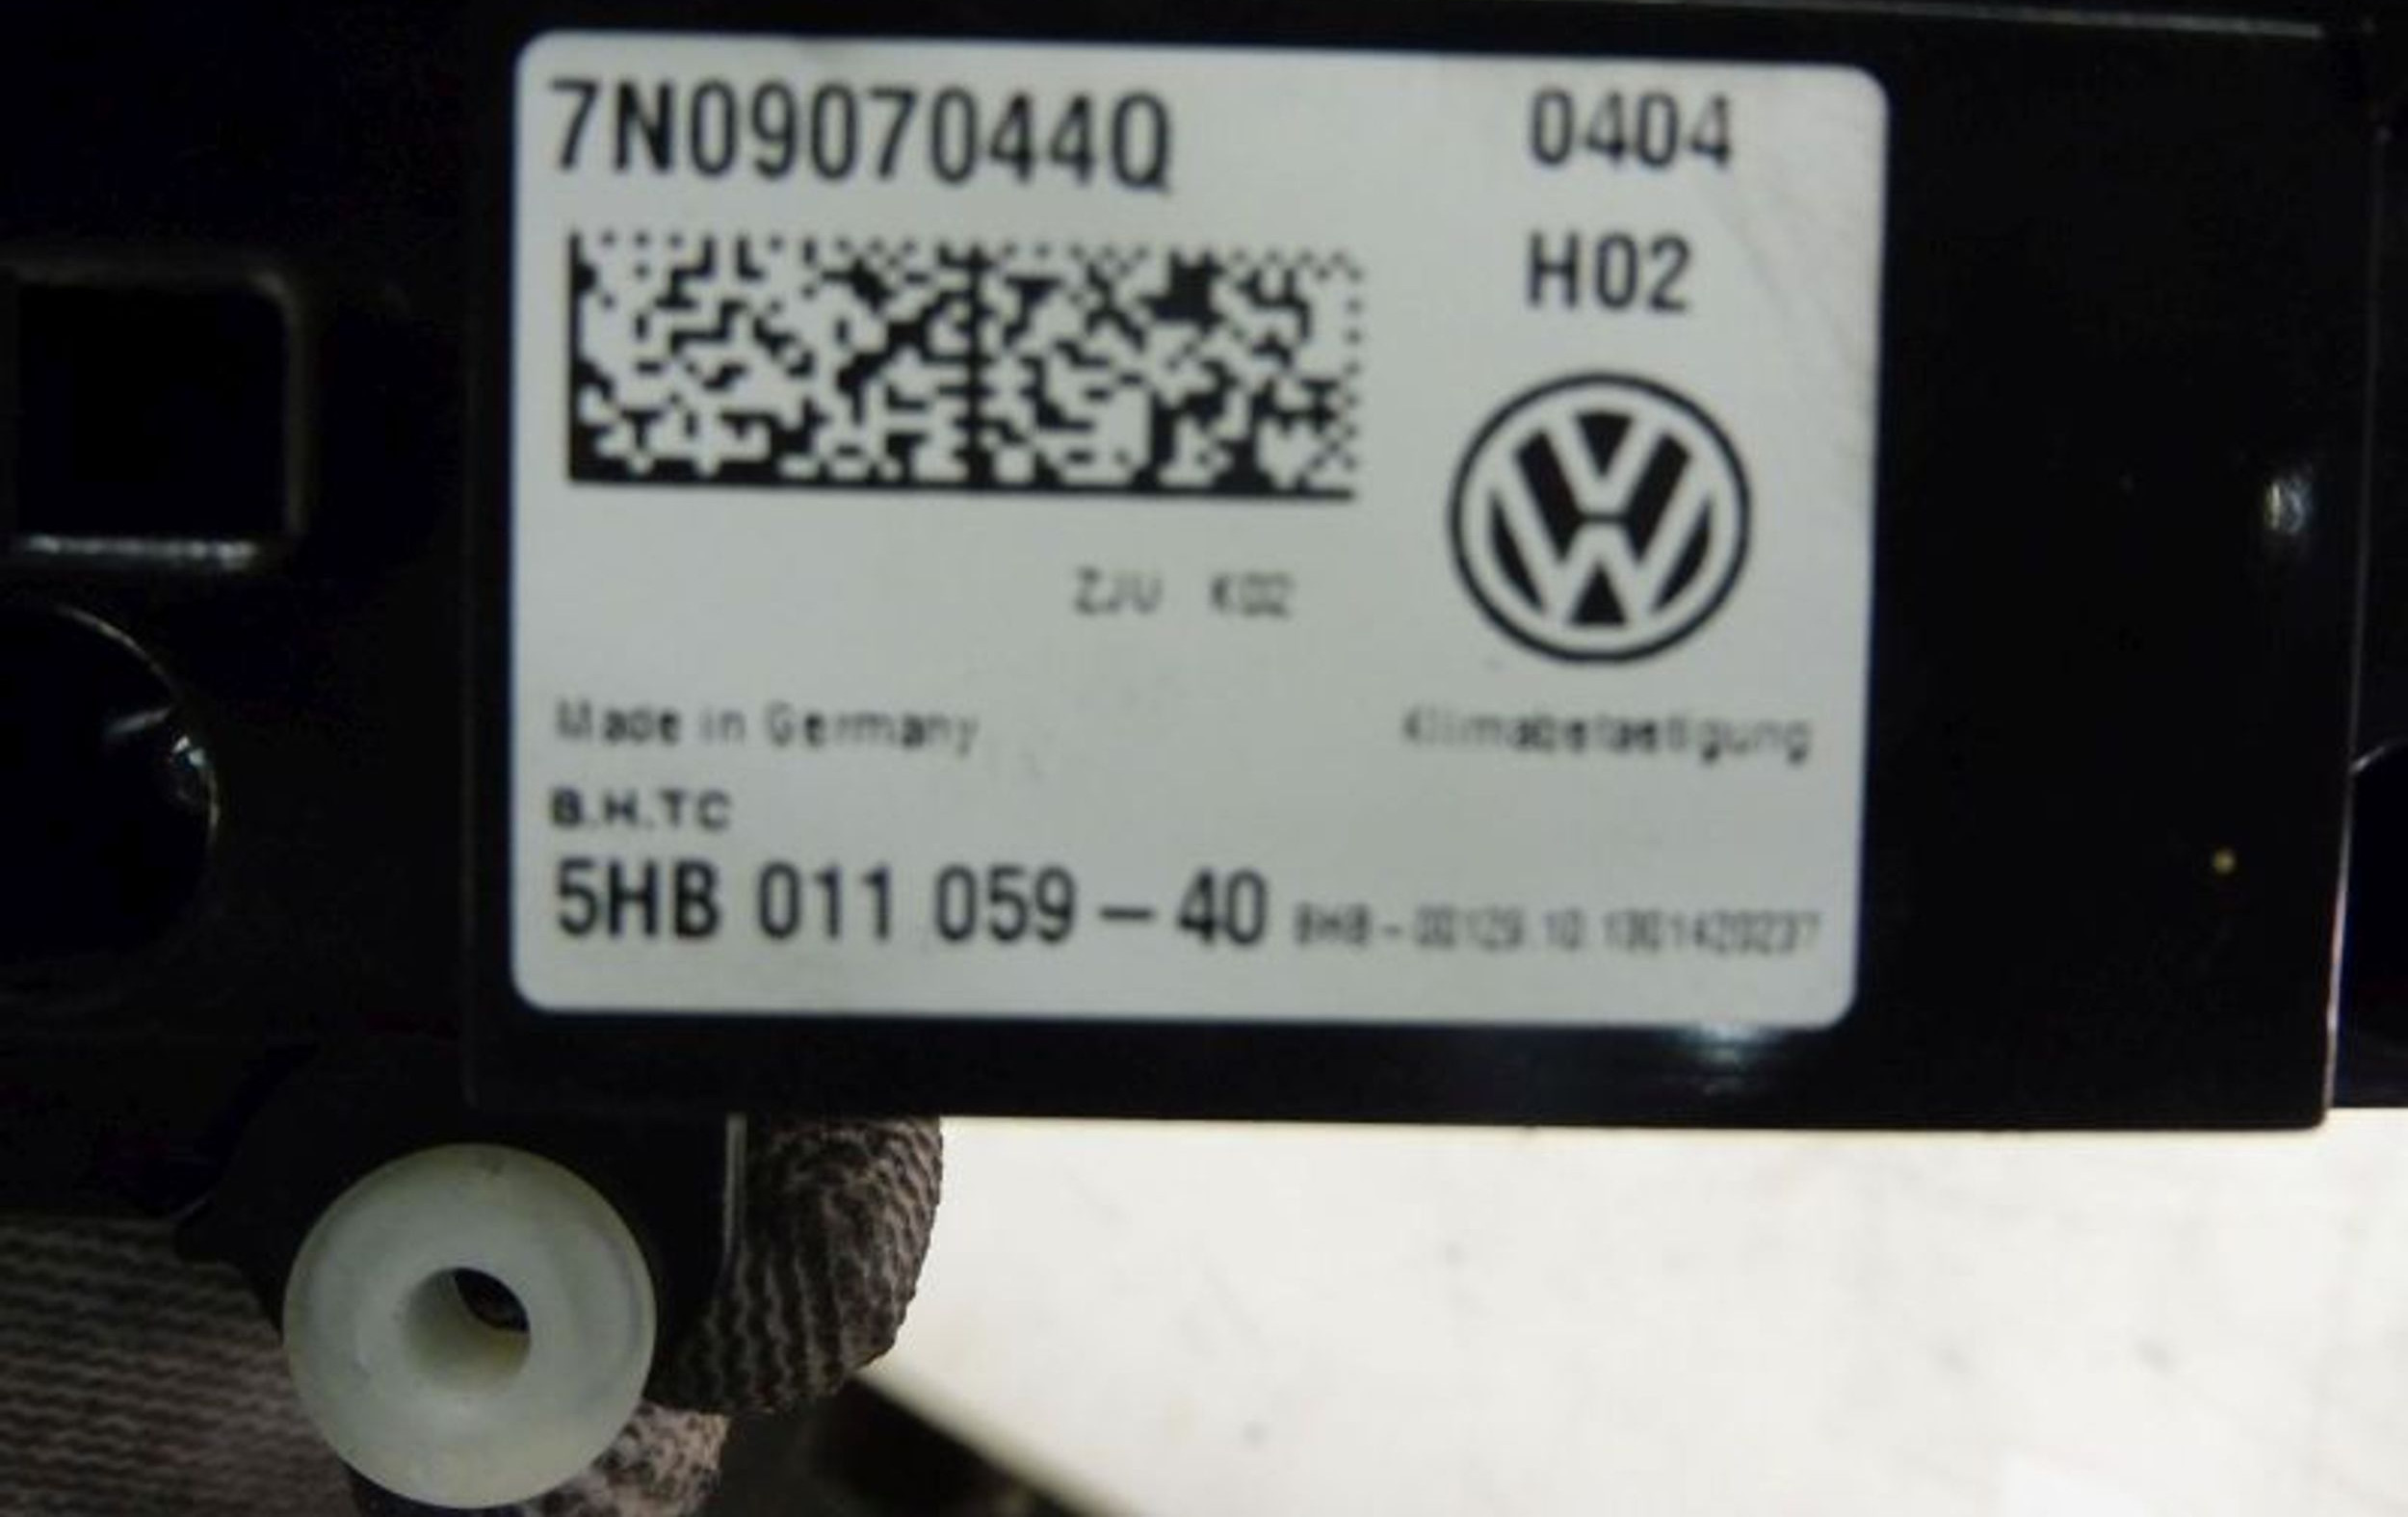 7N0907044Q 0404
H02
ZJU K02
Made in Germany Klimabetaetigung
B.H.TC
5HB 011 059 - 40